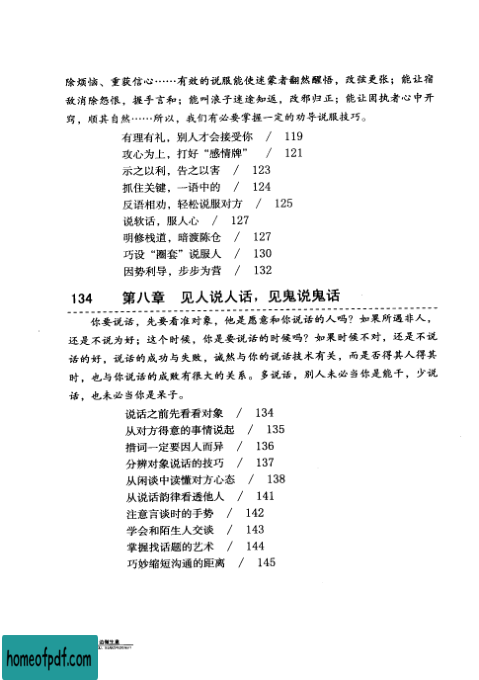 除烦恼、重获信心……有效的说服能使迷蒙者翻然醒悟，改弦更张；能让宿
敌消除怨恨，握手言和；能叫浪子迷途知返，改邪归正；能让固执者心中开
窍，顺其自然……所以，我们有必要掌握一定的劝导说服技巧。
有理有礼，别人才会接受你 / 119
攻心为上，打好“感情牌” / 121
示之以利，告之以害 / 123
抓住关键，一语中的 / 124
反语相劝，轻松说服对方 / 125
说软话，服人心 / 127
明修栈道，暗渡陈仓 / 127
巧设“圈套”说服人 / 130
因势利导，步步为营 / 132
134 第八章 见人说人话，见鬼说鬼话
你要说话，先要看准对象，他是愿意和你说话的人吗？如果所遇非人，
还是不说为好；这个时候，你是要说话的时候吗？如果时候不对，还是不说
话的好，说话的成功与失败，诚然与你的说话技术有关，而是否得其人得其
时，也与你说话的成败有很大的关系。多说话，别人未必当你是能干，少说
话，也未必当你是呆子。
说话之前先看看对象 / 134
从对方得意的事情说起 / 135
措词一定要因人而异 / 136
分辨对象说话的技巧 / 137
从闲谈中读懂对方心态 / 138
从说话韵律看透他人 / 141
注意言谈时的手势 / 142
学会和陌生人交谈 / 143
掌握找话题的艺术 / 144
巧妙缩短沟通的距离 / 145
homeofpdf.com